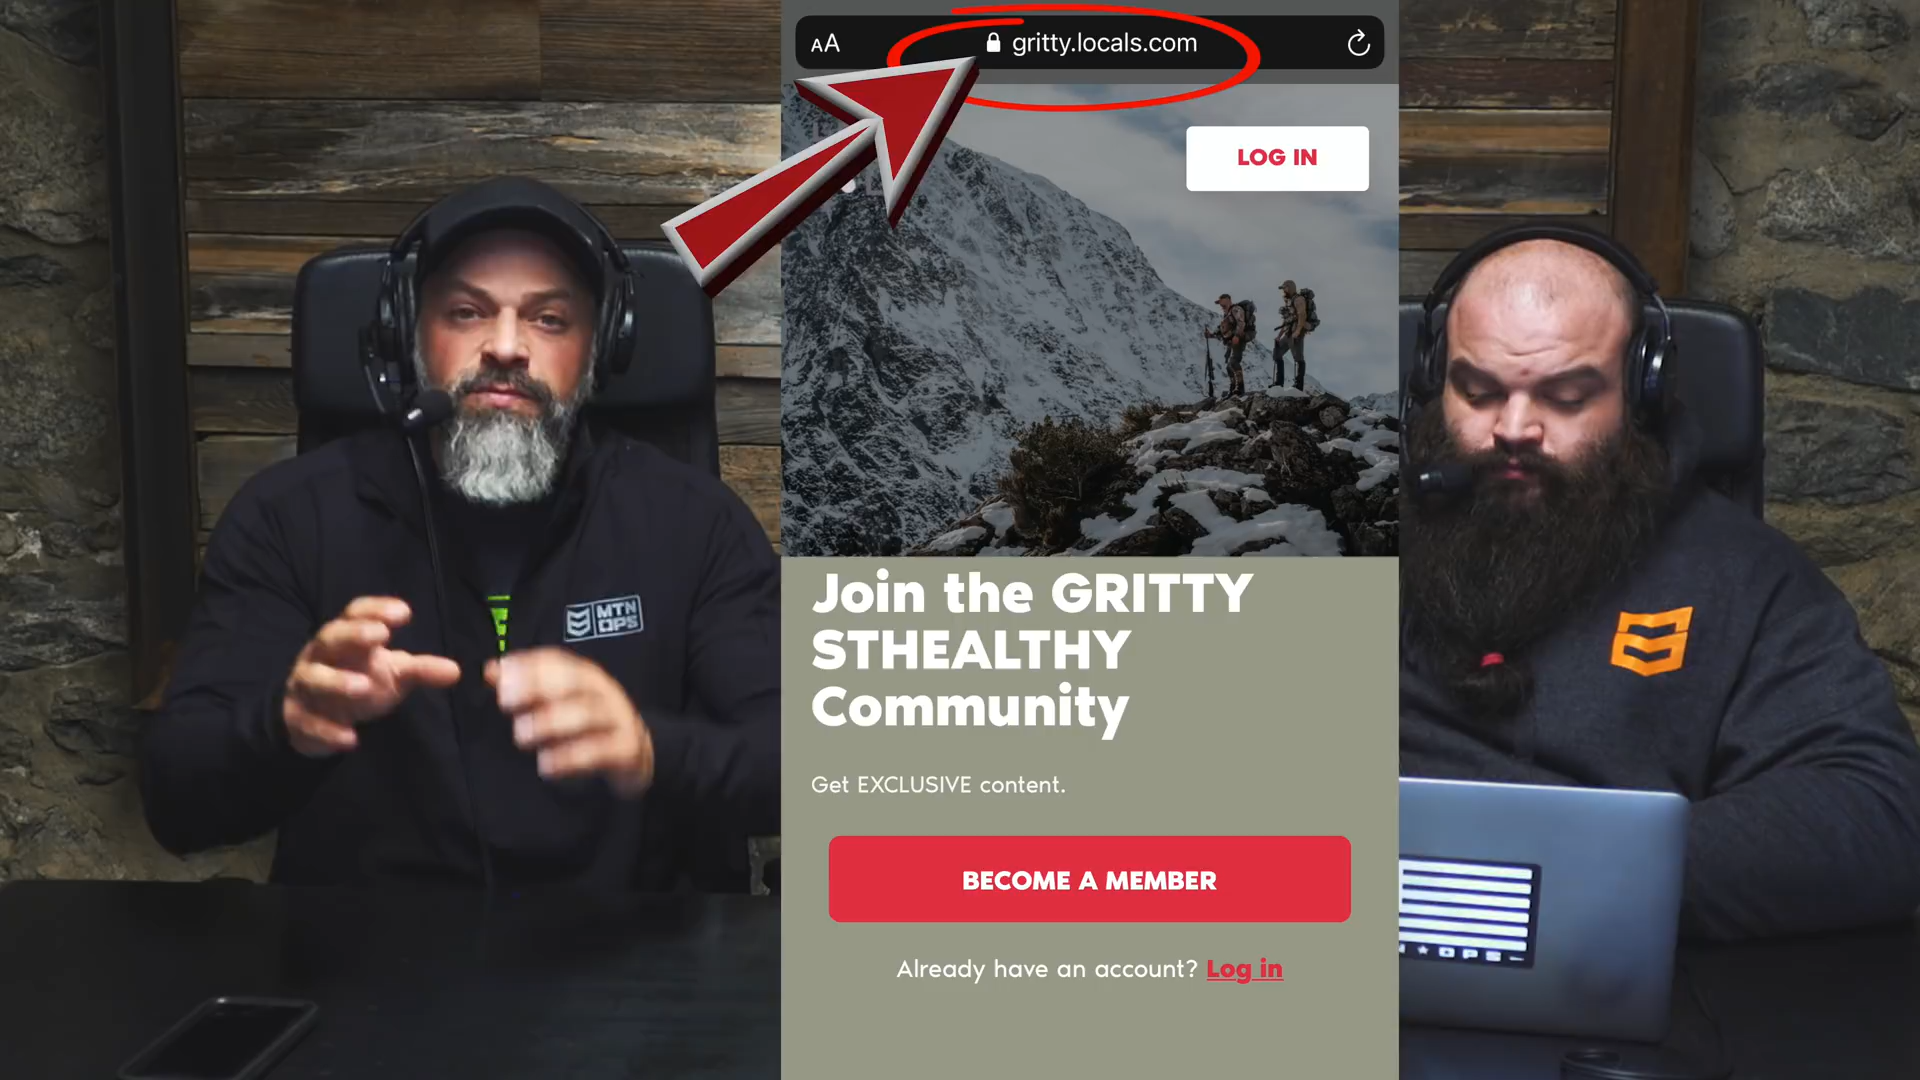 AA
gritty.locals.com
LOG IN
MTN
OPS
Join the GRITTY
STHEALTHY
Community
Get EXCLUSIVE content.
BECOME A MEMBER
Already have an account? Log in
OPS